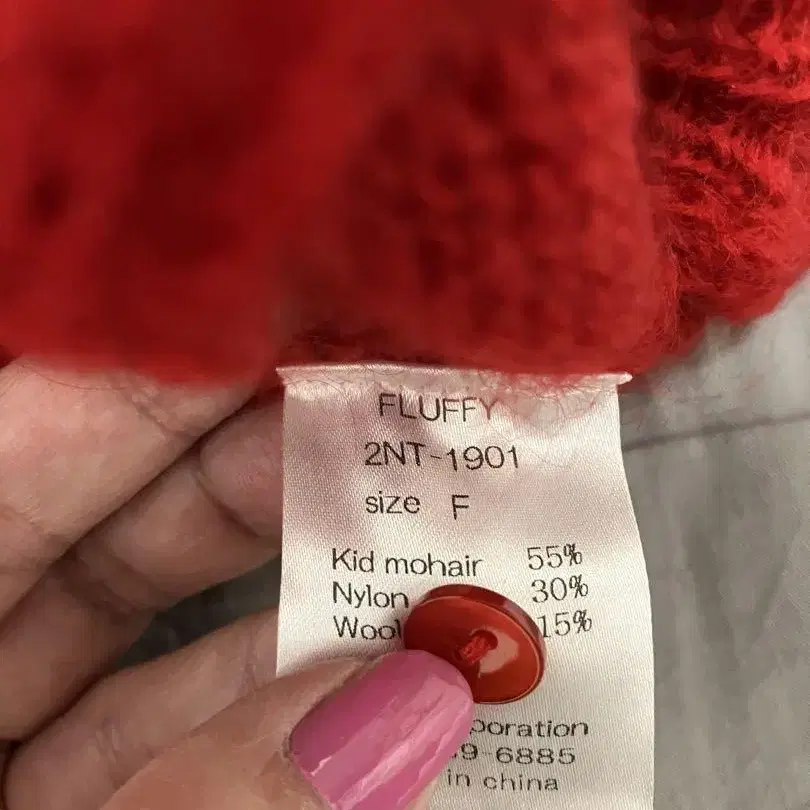 FLUFFY
2NT-1901
size F
Kid mohair 55%
Nylon 30%
Wool 15%
poration
9-6885
in china